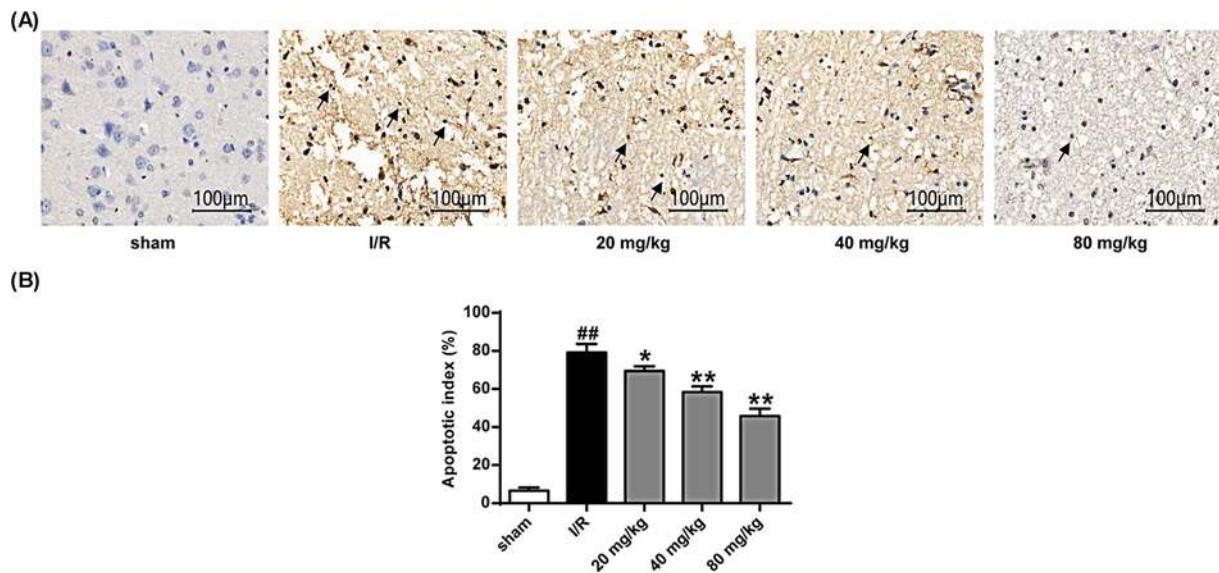 (A)
100μm 100μm 100μm 100μm 100μm
sham I/R 20 mg/kg 40 mg/kg 80 mg/kg
(B)
Apoptotic index (%)
100
80
60
40
20
0
## * ** **
sham I/R 20 mg/kg 40 mg/kg 80 mg/kg